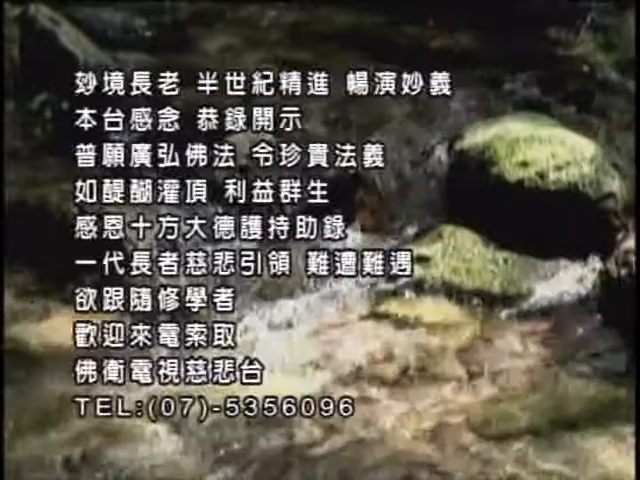 玅境長老 半世紀精進 暢演妙義
本台感念 恭錄開示
普願廣弘佛法 令珍貴法義
如醍醐灌頂 利益群生
感恩十方大德護持助錄
一代長者慈悲引領 難遭難遇
欲跟隨修學者
歡迎來電索取
佛衛電視慈悲台
TEL:(07)-5356096